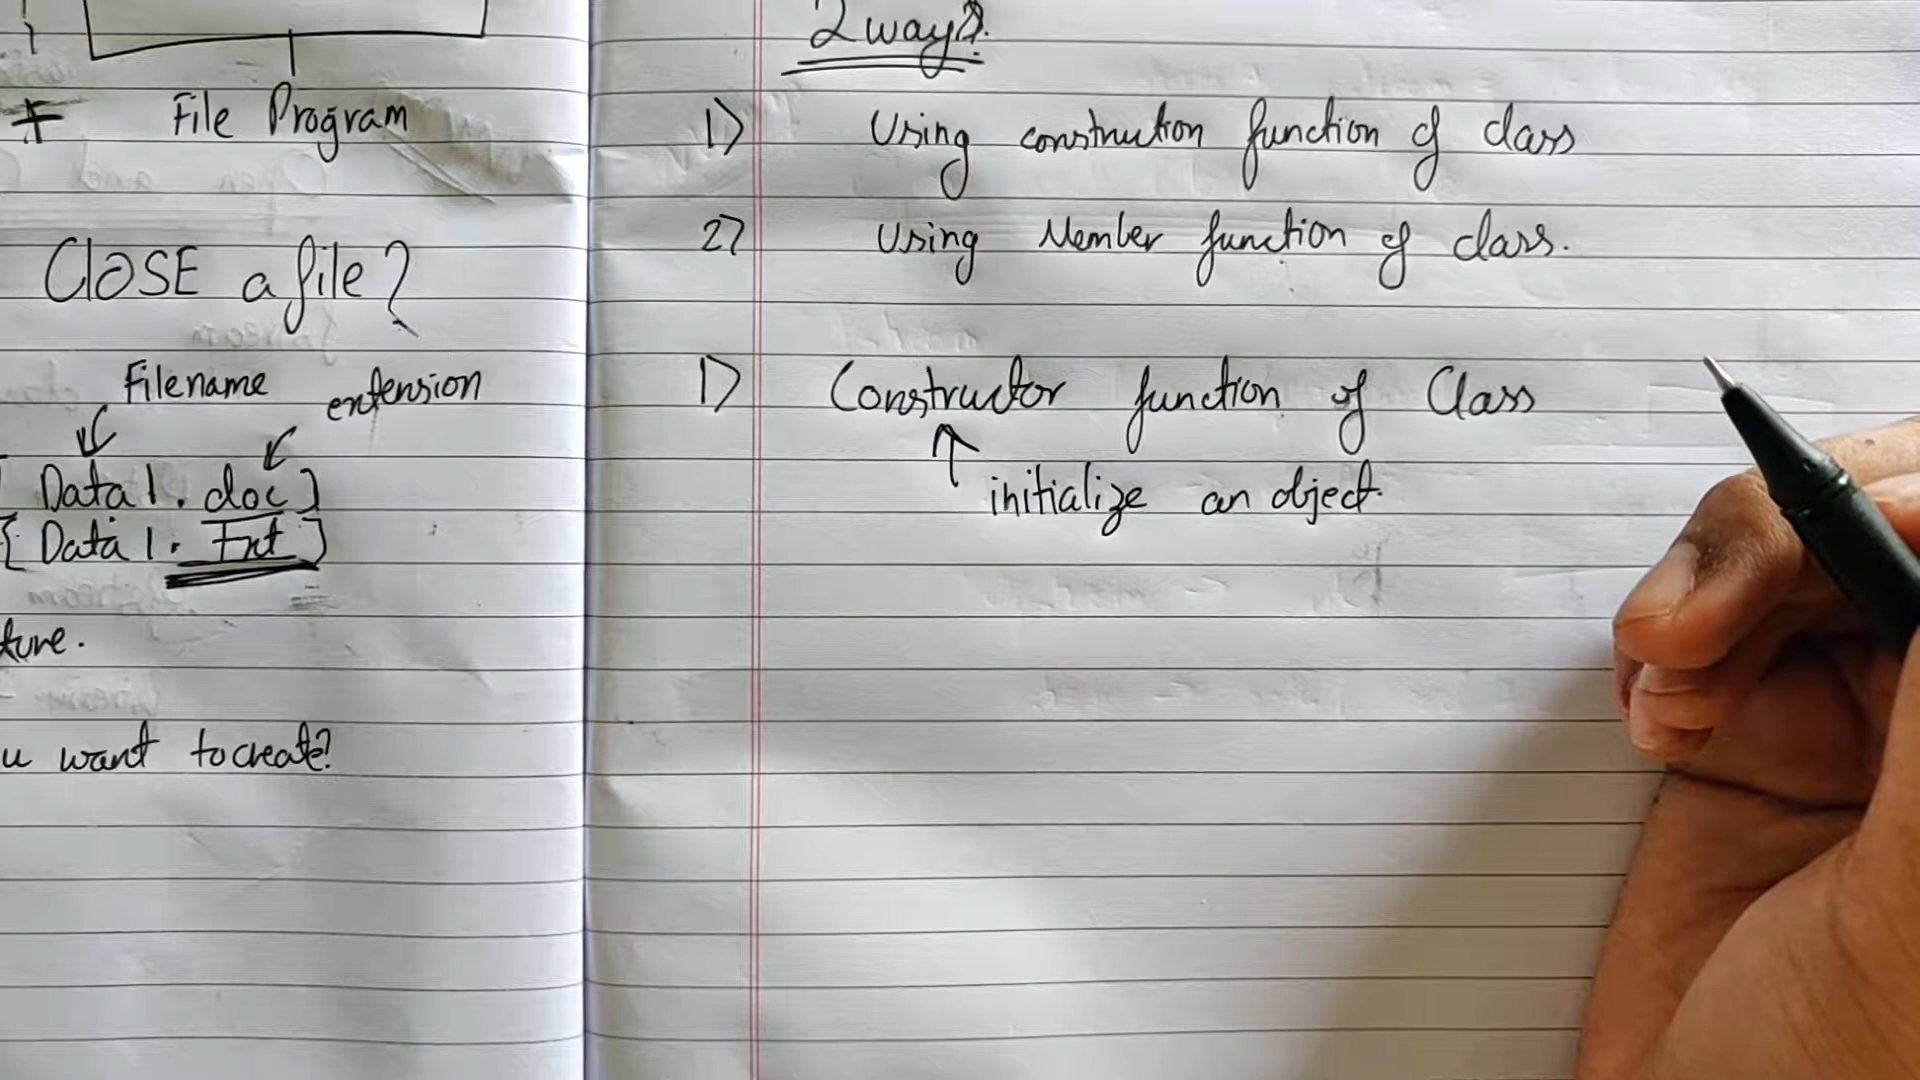 File Program
CloSE a file?
Filename extension
Data1.doc]
{Data1.txt}
ture.
u want to create?
2 ways.
1) Using construction function of class
2) Using Member function of class.
1) Constructor function of Class
↑ initialize an object.